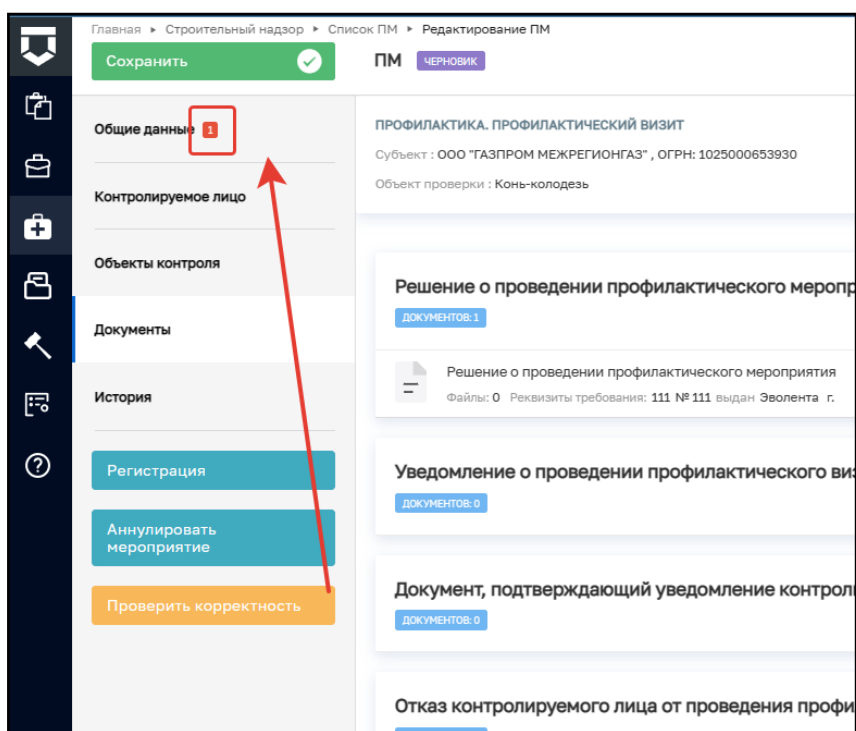 Главная ▸ Строительный надзор ▸ Список ПМ ▸ Редактирование ПМ
Сохранить
ПМ ЧЕРНОВИК
Общие данные 1
Контролируемое лицо
Объекты контроля
Документы
История
Регистрация
Аннулировать
мероприятие
Проверить корректность
ПРОФИЛАКТИКА. ПРОФИЛАКТИЧЕСКИЙ ВИЗИТ
Субъект : ООО "ГАЗПРОМ МЕЖРЕГИОНГАЗ" , ОГРН: 1025000653930
Объект проверки : Конь-колодезь
Решение о проведении профилактического меропр
ДОКУМЕНТОВ: 1
Решение о проведении профилактического мероприятия
Файлы: 0 Реквизиты требования: 111 № 111 выдан Эволента г.
Уведомление о проведении профилактического виз
ДОКУМЕНТОВ: 0
Документ, подтверждающий уведомление контрол
ДОКУМЕНТОВ: 0
Отказ контролируемого лица от проведения профи